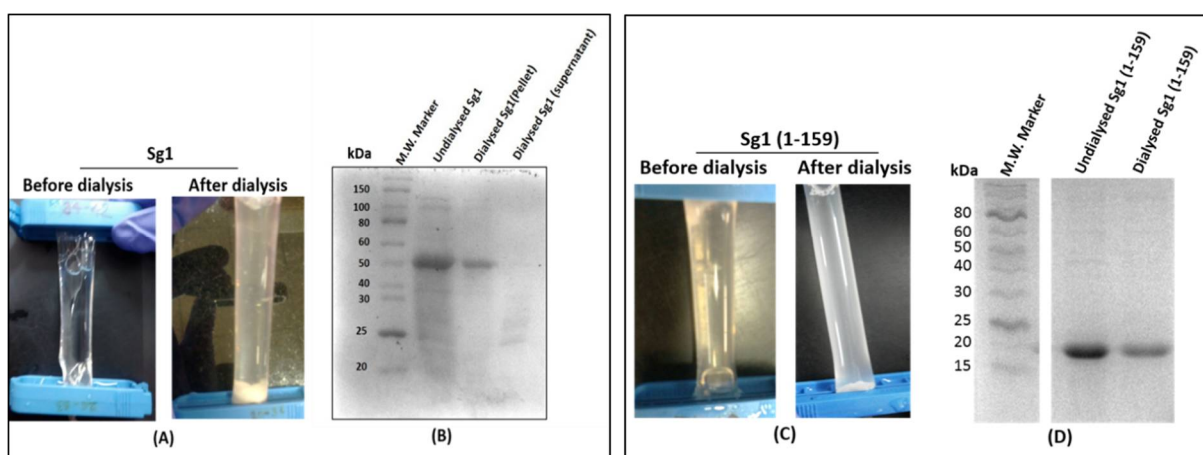 Sg1
Before dialysis
After dialysis
(A)
kDa
M.W. Marker
Undialysed Sg1
Dialysed Sg1(Pellet)
Dialysed Sg1 (supernatant)
150
100
80
60
50
40
30
25
20
(B)
Sg1 (1-159)
Before dialysis
After dialysis
(C)
kDa
M.W. Marker
Undialysed Sg1 (1-159)
Dialysed Sg1 (1-159)
80
60
50
40
30
25
20
15
(D)